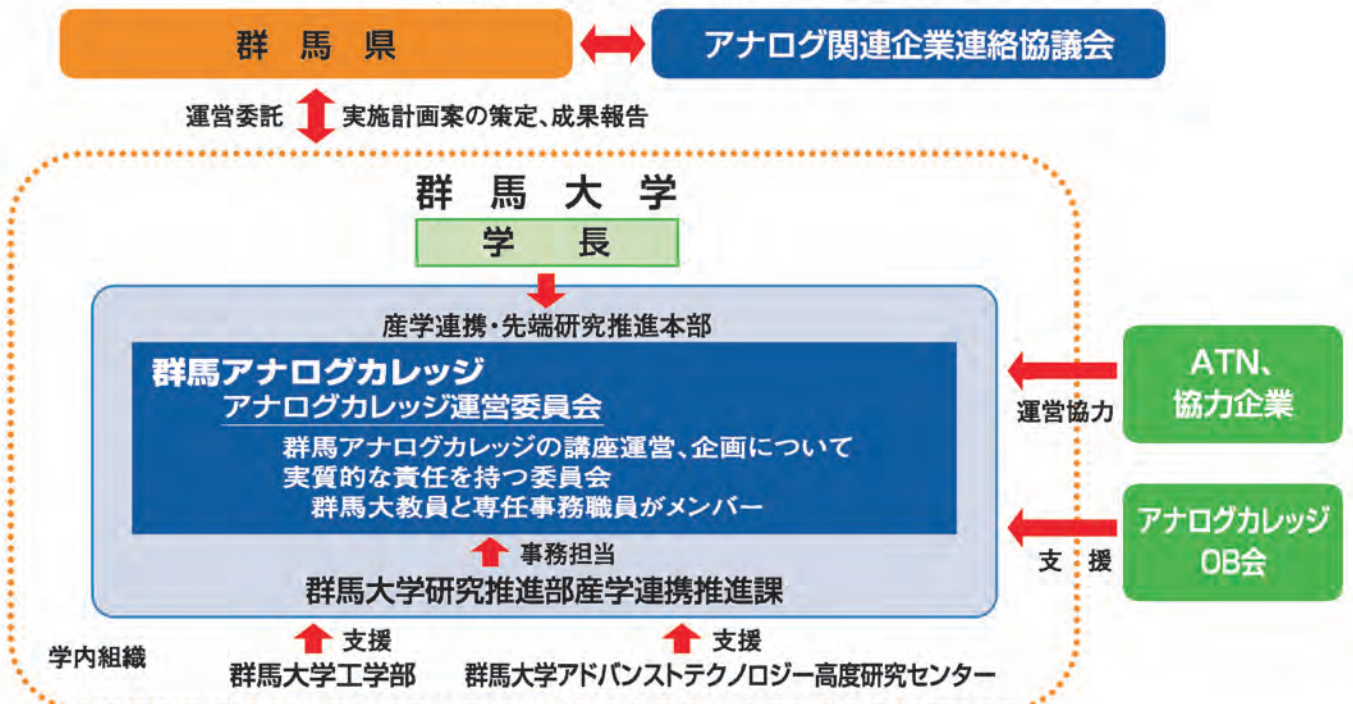 群馬県
アナログ関連企業連絡協議会
運営委託
実施計画案の策定、成果報告
群馬大学
学長
産学連携・先端研究推進本部
群馬アナログカレッジ
アナログカレッジ運営委員会
群馬アナログカレッジの講座運営、企画について
実質的な責任を持つ委員会
群馬大教員と専任事務職員がメンバー
事務担当
群馬大学研究推進部産学連携推進課
ATN、
協力企業
運営協力
アナログカレッジ
OB会
支援
学内組織
支援
群馬大学工学部
支援
群馬大学アドバンストテクノロジー高度研究センター